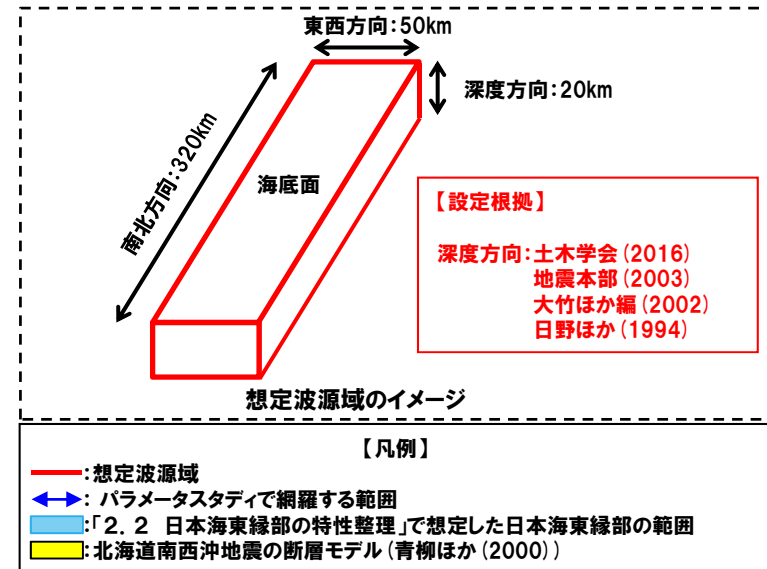 東西方向:50km
深度方向:20km
南北方向:320km
海底面
【設定根拠】
深度方向:土木学会(2016)
地震本部(2003)
大竹ほか編(2002)
日野ほか(1994)
想定波源域のイメージ
【凡例】
:想定波源域
: パラメータスタディで網羅する範囲
:「2.2 日本海東縁部の特性整理」で想定した日本海東縁部の範囲
:北海道南西沖地震の断層モデル(青柳ほか(2000))